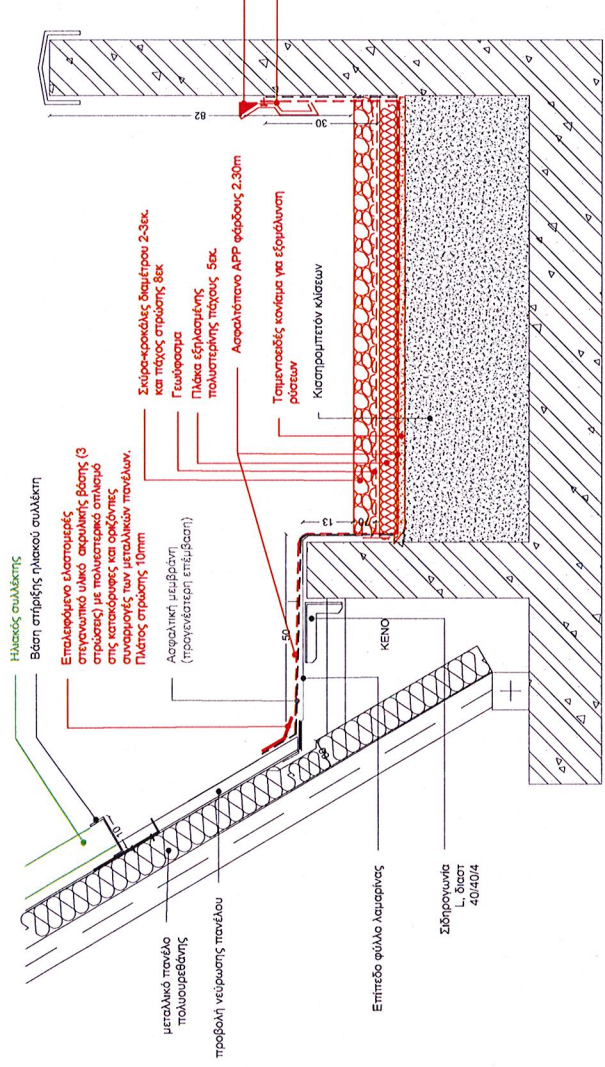 Ηλιακός συλλέκτης
Βάση στήριξης ηλιακού συλλέκτη
Επαλειφόμενο ελαστομερές
στεγανωτικό υλικό ακρυλικής βάσης (3
στρώσεις) με πολυεστερικό οπλισμό
στις κατακόρυφες και οριζόντιες
συναρμογές των μεταλλικών πανέλων.
Πλάτος στρώσης 10mm
Ασφαλτική μεμβράνη
(προγενέστερη επέμβαση)
Σκύρα-κροκάλες διαμέτρου 2-3εκ.
και πάχος στρώσης 8εκ
Γεωύφασμα
Πλάκα εξηλασμένης
πολυστερίνης πάχους 5εκ.
Ασφαλτόπανο APP φάρδους 2.30m
Τσιμεντοειδές κονίαμα για εξομάλυνση
ρύσεων
Κισσηρομπετόν κλίσεων
82
30
10
50
13
ΚΕΝΟ
μεταλλικό πανέλο
πολυουρεθάνης
προβολή νεύρωσης πανέλου
Επίπεδο φύλλο λαμαρίνας
Σιδηρογωνία
L, διαστ
40/40/4